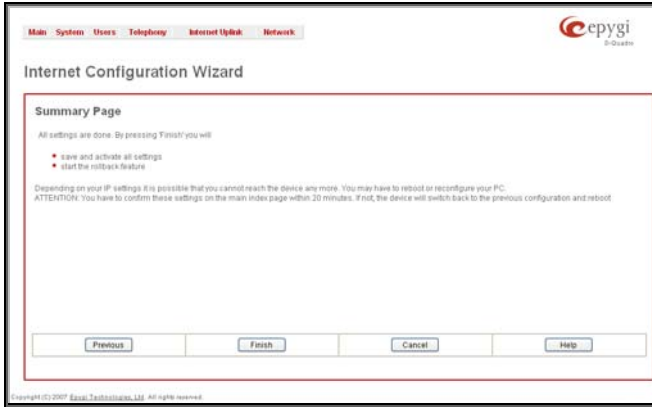 Main System Users Telephony Internet Uplink Network
epygi
D-Quadro
Internet Configuration Wizard
Summary Page
All settings are done. By pressing 'Finish' you will
save and activate all settings
start the rollback feature
Depending on your IP settings it is possible that you cannot reach the device any more. You may have to reboot or reconfigure your PC.
ATTENTION: You have to confirm these settings on the main index page within 20 minutes. If not, the device will switch back to the previous configuration and reboot
Previous Finish Cancel Help
Copyright (C) 2007 Epygi Technologies, Ltd. All rights reserved.